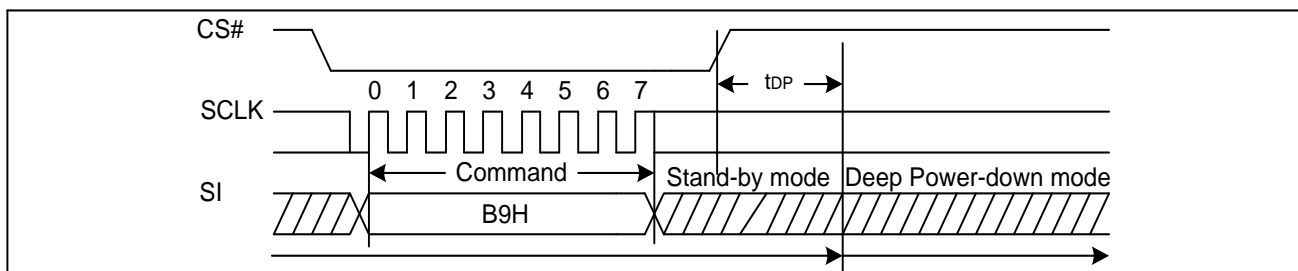 CS#
tDP
0 1 2 3 4 5 6 7
SCLK
Command
Stand-by mode Deep Power-down mode
SI
B9H